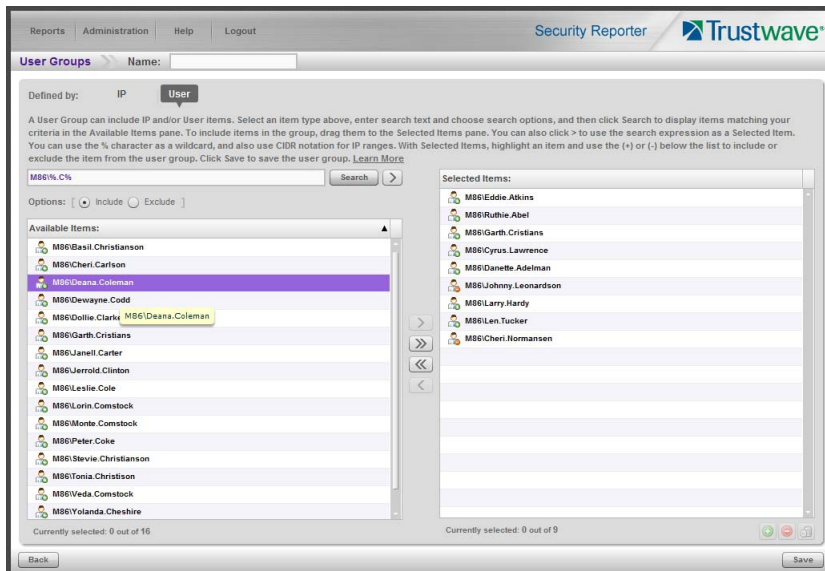 Reports Administration Help Logout
Security Reporter
Trustwave®
User Groups Name:
Defined by: IP User
A User Group can include IP and/or User items. Select an item type above, enter search text and choose search options, and then click Search to display items matching your
criteria in the Available Items pane. To include items in the group, drag them to the Selected Items pane. You can also click > to use the search expression as a Selected Item.
You can use the % character as a wildcard, and also use CIDR notation for IP ranges. With Selected Items, highlight an item and use the (+) or (-) below the list to include or
exclude the item from the user group. Click Save to save the user group. Learn More
M86\%.C%
Search >
Options: [ Include Exclude ]
Available Items:
M86\Basil.Christianson
M86\Cheri.Carlson
M86\Deana.Coleman
M86\Dewayne.Codd
M86\Dollie.Clarke
M86\Deana.Coleman
M86\Garth.Cristians
M86\Janell.Carter
M86\Jerrold.Clinton
M86\Leslie.Cole
M86\Lorin.Comstock
M86\Monte.Comstock
M86\Peter.Coke
M86\Stevie.Christianson
M86\Tonia.Christison
M86\Veda.Comstock
M86\Yolanda.Cheshire
Currently selected: 0 out of 16
>
>>
<<
<
Selected Items:
M86\Eddie.Atkins
M86\Ruthie.Abel
M86\Garth.Cristians
M86\Cyrus.Lawrence
M86\Danette.Adelman
M86\Johnny.Leonardson
M86\Larry.Hardy
M86\Len.Tucker
M86\Cheri.Normansen
Currently selected: 0 out of 9
Back
Save